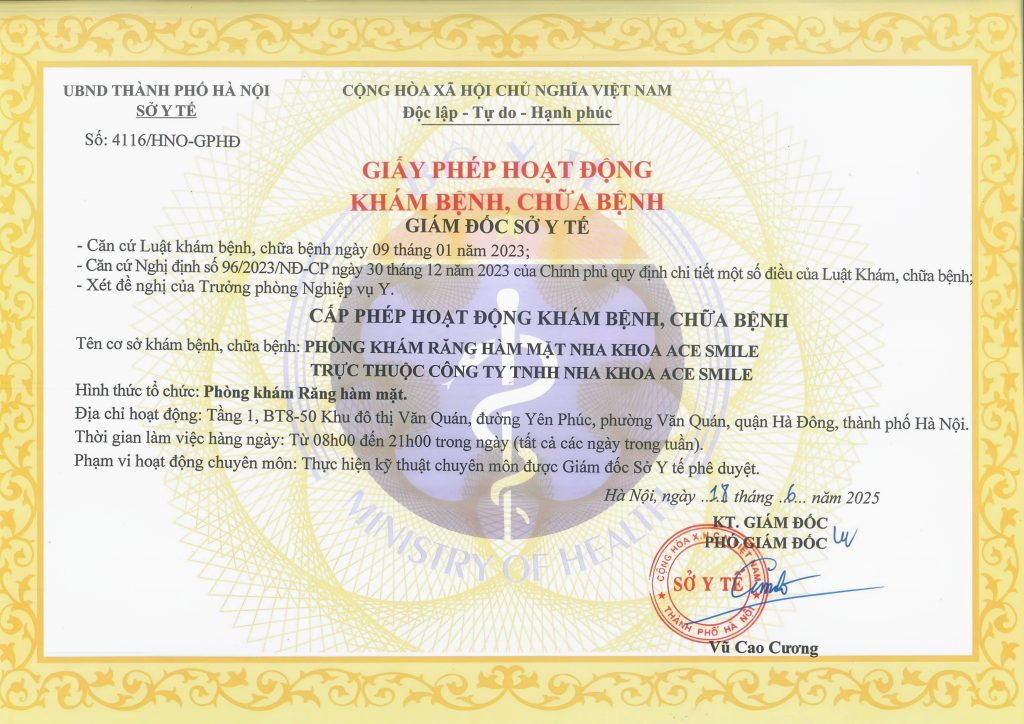 UBND THÀNH PHỐ HÀ NỘI
SỞ Y TẾ
Số: 4116/HNO-GPHĐ
CỘNG HÒA XÃ HỘI CHỦ NGHĨA VIỆT NAM
Độc lập - Tự do - Hạnh phúc
GIẤY PHÉP HOẠT ĐỘNG
KHÁM BỆNH, CHỮA BỆNH
GIÁM ĐỐC SỞ Y TẾ
- Căn cứ Luật khám bệnh, chữa bệnh ngày 09 tháng 01 năm 2023;
- Căn cứ Nghị định số 96/2023/NĐ-CP ngày 30 tháng 12 năm 2023 của Chính phủ quy định chi tiết một số điều của Luật Khám, chữa bệnh;
- Xét đề nghị của Trưởng phòng Nghiệp vụ Y.
CẤP PHÉP HOẠT ĐỘNG KHÁM BỆNH, CHỮA BỆNH
Tên cơ sở khám bệnh, chữa bệnh: PHÒNG KHÁM RĂNG HÀM MẶT NHA KHOA ACE SMILE
TRỰC THUỘC CÔNG TY TNHH NHA KHOA ACE SMILE
Hình thức tổ chức: Phòng khám Răng hàm mặt.
Địa chỉ hoạt động: Tầng 1, BT8-50 Khu đô thị Văn Quán, đường Yên Phúc, phường Văn Quán, quận Hà Đông, thành phố Hà Nội.
Thời gian làm việc hàng ngày: Từ 08h00 đến 21h00 trong ngày (tất cả các ngày trong tuần).
Phạm vi hoạt động chuyên môn: Thực hiện kỹ thuật chuyên môn được Giám đốc Sở Y tế phê duyệt.
Hà Nội, ngày ..18 tháng ..6... năm 2025
KT. GIÁM ĐỐC
PHÓ GIÁM ĐỐC
CỘNG HÒA X.H.C.N VIỆT NAM
SỞ Y TẾ
THÀNH PHỐ HÀ NỘI
Vũ Cao Cương
BỘ Y TẾ
MINISTRY OF HEALTH